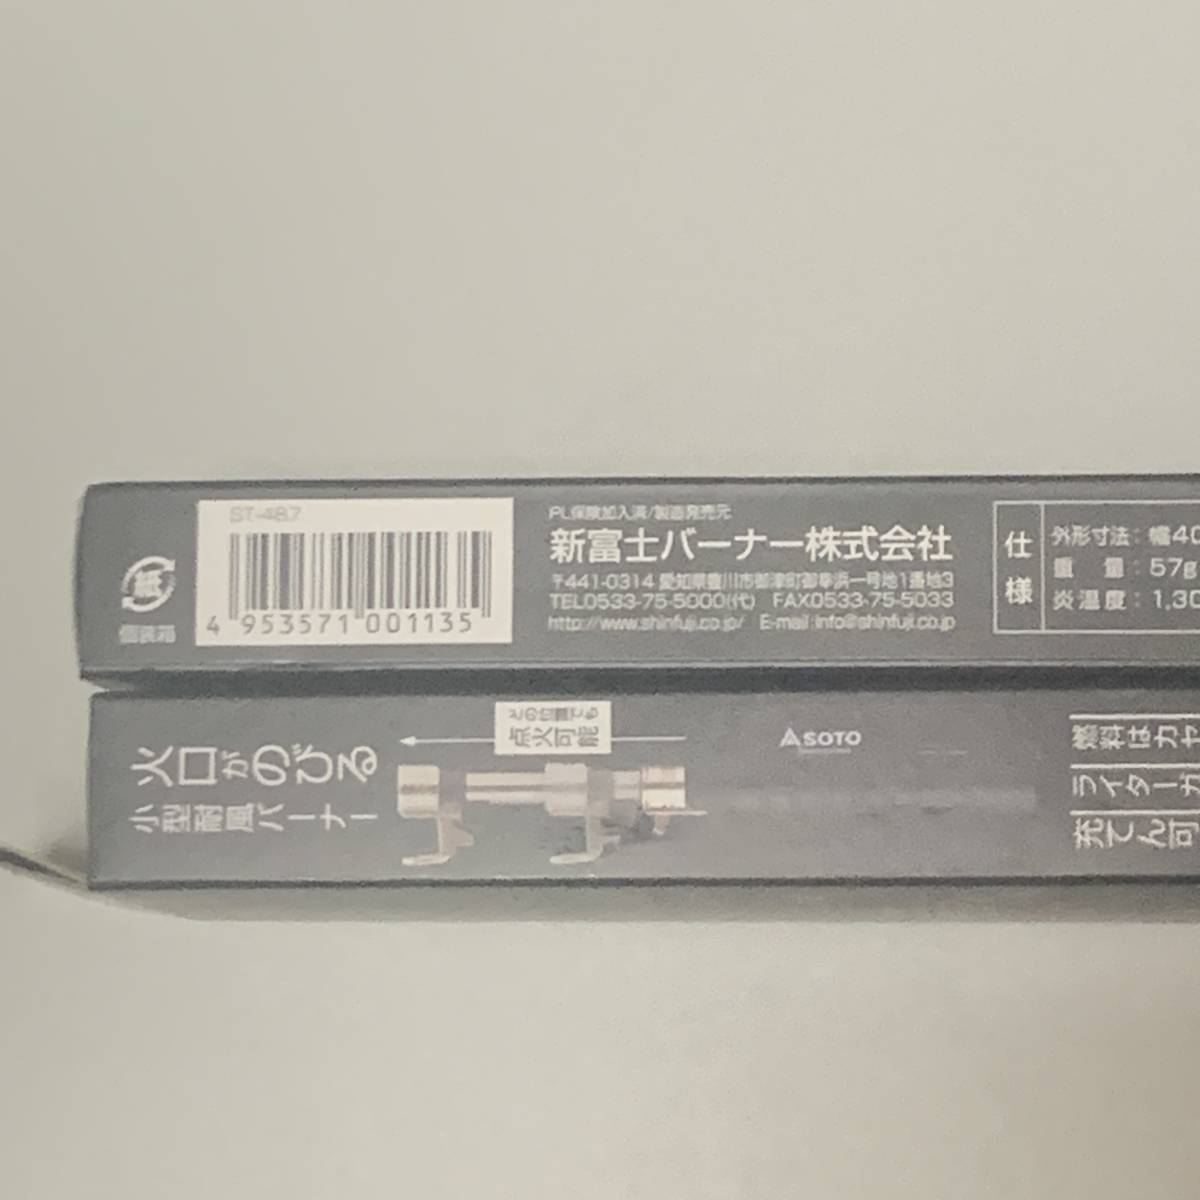 ST-487
4 953571 001135
紙
個装箱
PL保険加入済/製造発売元
新富士バーナー株式会社
〒441-0314 愛知県豊川市御津町御幸浜一号地1番地3
TEL0533-75-5000(代) FAX0533-75-5033
http://www.shinfuji.co.jp/ E-mail:info@shinfuji.co.jp
仕様
外形寸法：幅40
重量：57g
炎温度：1,30
火口がのびる
小型耐風バーナー
どの位置でも
点火可能
SOTO
燃料はカセ
ライターガ
充てん可